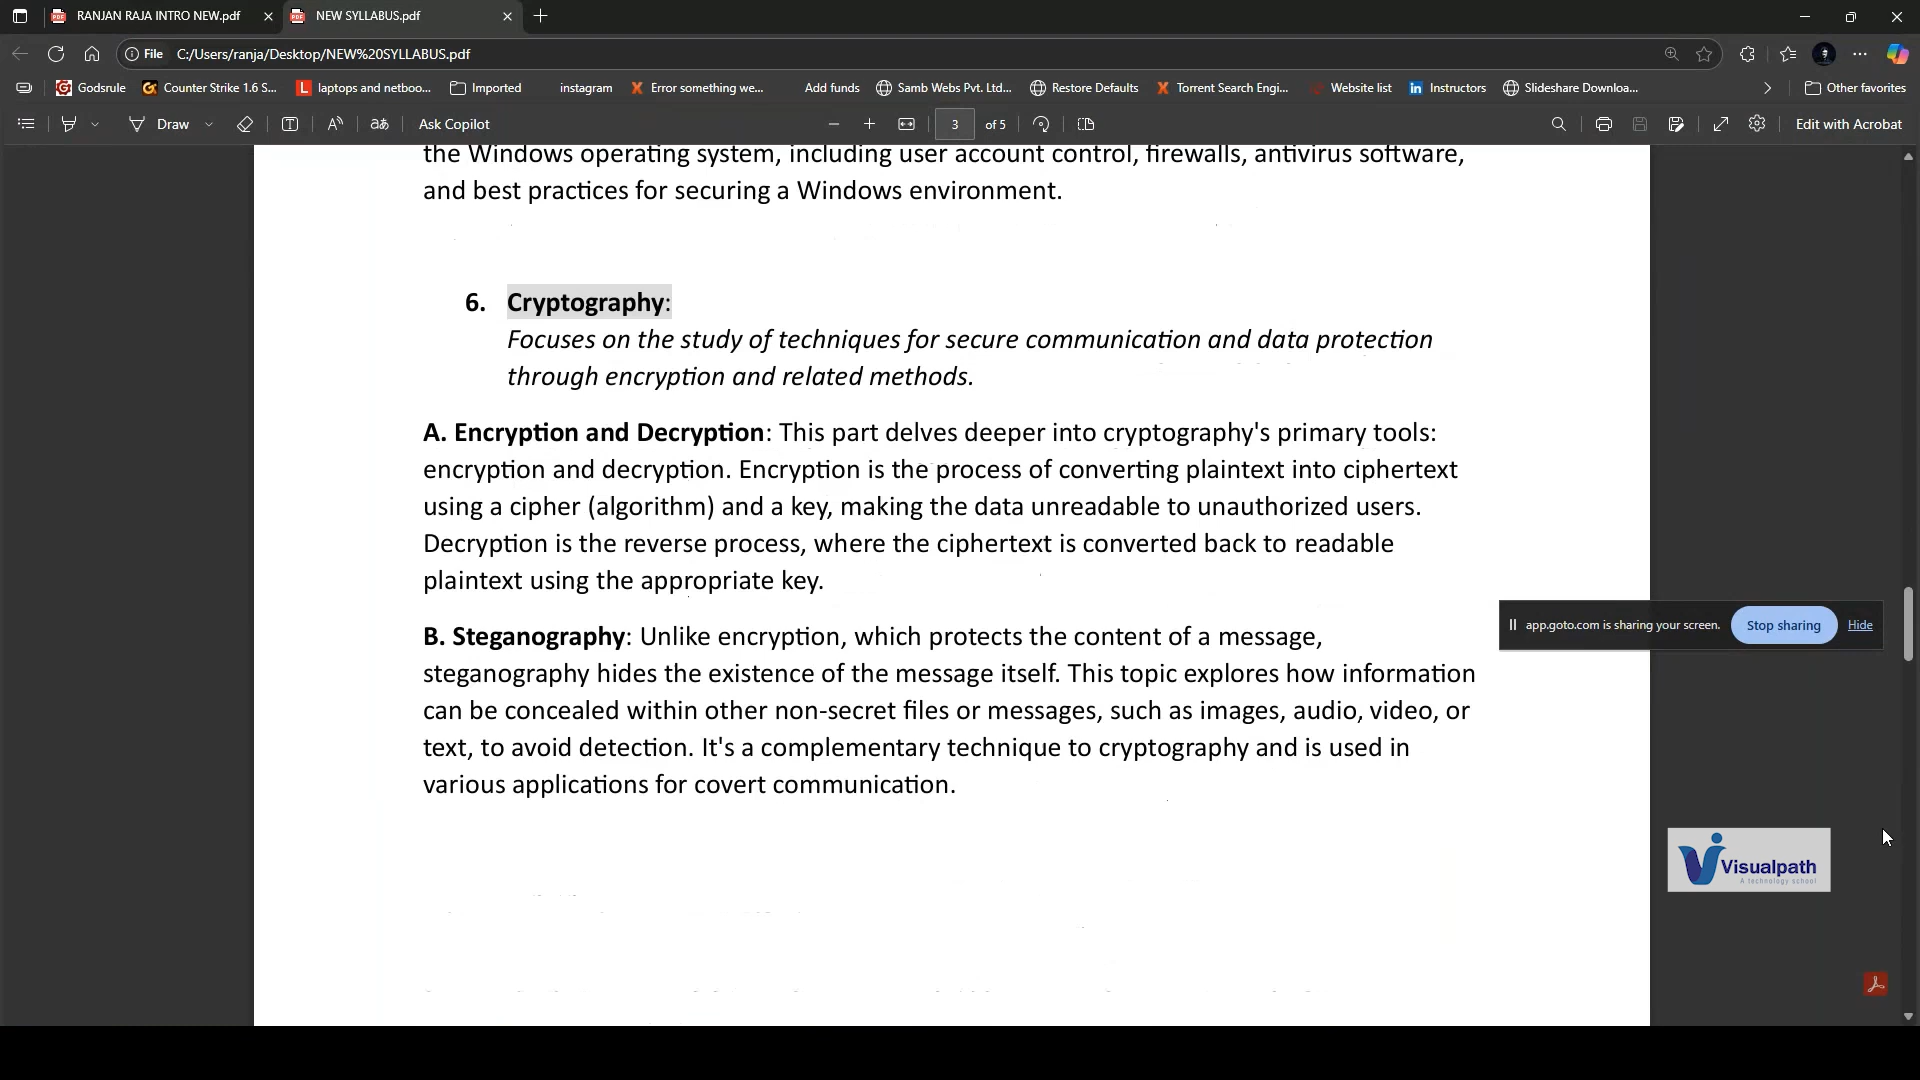 RANJAN RAJA INTRO NEW.pdf
NEW SYLLABUS.pdf
File
C:/Users/ranja/Desktop/NEW%20SYLLABUS.pdf
Godsrule
Counter Strike 1.6 S...
laptops and netboo...
Imported
instagram
Error something we...
Add funds
Samb Webs Pvt. Ltd...
Restore Defaults
Torrent Search Engi...
Website list
Instructors
Slideshare Downloa...
Other favorites
Draw
Ask Copilot
3 of 5
Edit with Acrobat
the Windows operating system, including user account control, firewalls, antivirus software,
and best practices for securing a Windows environment.
6. Cryptography:
Focuses on the study of techniques for secure communication and data protection
through encryption and related methods.
A. Encryption and Decryption: This part delves deeper into cryptography's primary tools:
encryption and decryption. Encryption is the process of converting plaintext into ciphertext
using a cipher (algorithm) and a key, making the data unreadable to unauthorized users.
Decryption is the reverse process, where the ciphertext is converted back to readable
plaintext using the appropriate key.
B. Steganography: Unlike encryption, which protects the content of a message,
steganography hides the existence of the message itself. This topic explores how information
can be concealed within other non-secret files or messages, such as images, audio, video, or
text, to avoid detection. It's a complementary technique to cryptography and is used in
various applications for covert communication.
app.goto.com is sharing your screen.
Stop sharing
Hide
Visualpath
A technology school